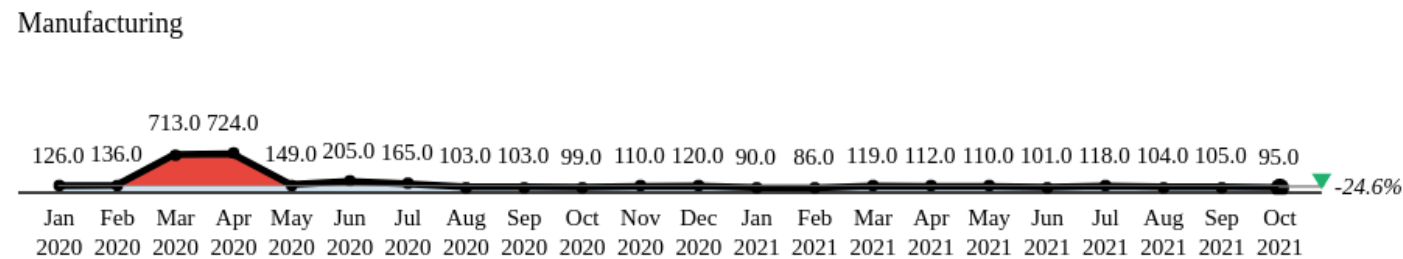 Manufacturing
713.0 724.0
126.0 136.0 149.0 205.0 165.0 103.0 103.0 99.0 110.0 120.0 90.0 86.0 119.0 112.0 110.0 101.0 118.0 104.0 105.0 95.0
-24.6%
Jan Feb Mar Apr May Jun Jul Aug Sep Oct Nov Dec Jan Feb Mar Apr May Jun Jul Aug Sep Oct
2020 2020 2020 2020 2020 2020 2020 2020 2020 2020 2020 2020 2021 2021 2021 2021 2021 2021 2021 2021 2021 2021